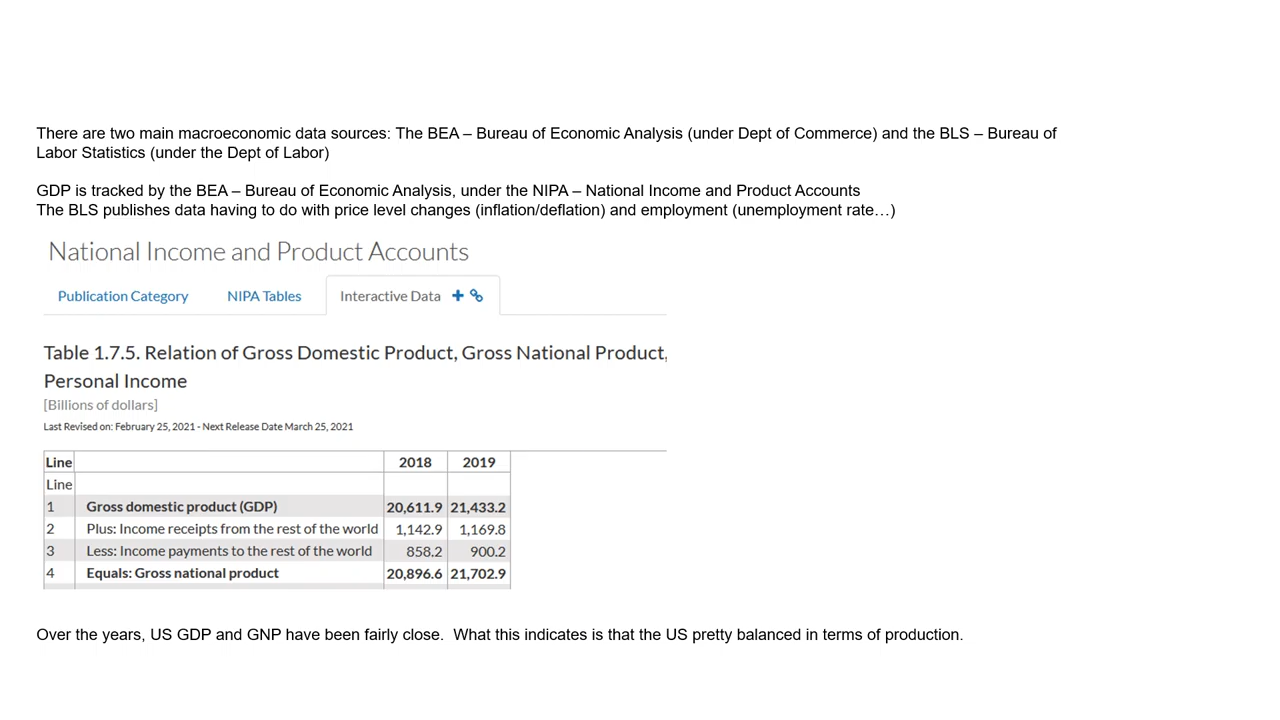 There are two main macroeconomic data sources: The BEA – Bureau of Economic Analysis (under Dept of Commerce) and the BLS – Bureau of
Labor Statistics (under the Dept of Labor)
GDP is tracked by the BEA – Bureau of Economic Analysis, under the NIPA – National Income and Product Accounts
The BLS publishes data having to do with price level changes (inflation/deflation) and employment (unemployment rate…)
National Income and Product Accounts
Publication Category NIPA Tables Interactive Data
Table 1.7.5. Relation of Gross Domestic Product, Gross National Product,
Personal Income
[Billions of dollars]
Last Revised on: February 25, 2021 - Next Release Date March 25, 2021
Line 2018 2019
Line
1 Gross domestic product (GDP) 20,611.9 21,433.2
2 Plus: Income receipts from the rest of the world 1,142.9 1,169.8
3 Less: Income payments to the rest of the world 858.2 900.2
4 Equals: Gross national product 20,896.6 21,702.9
Over the years, US GDP and GNP have been fairly close.  What this indicates is that the US pretty balanced in terms of production.